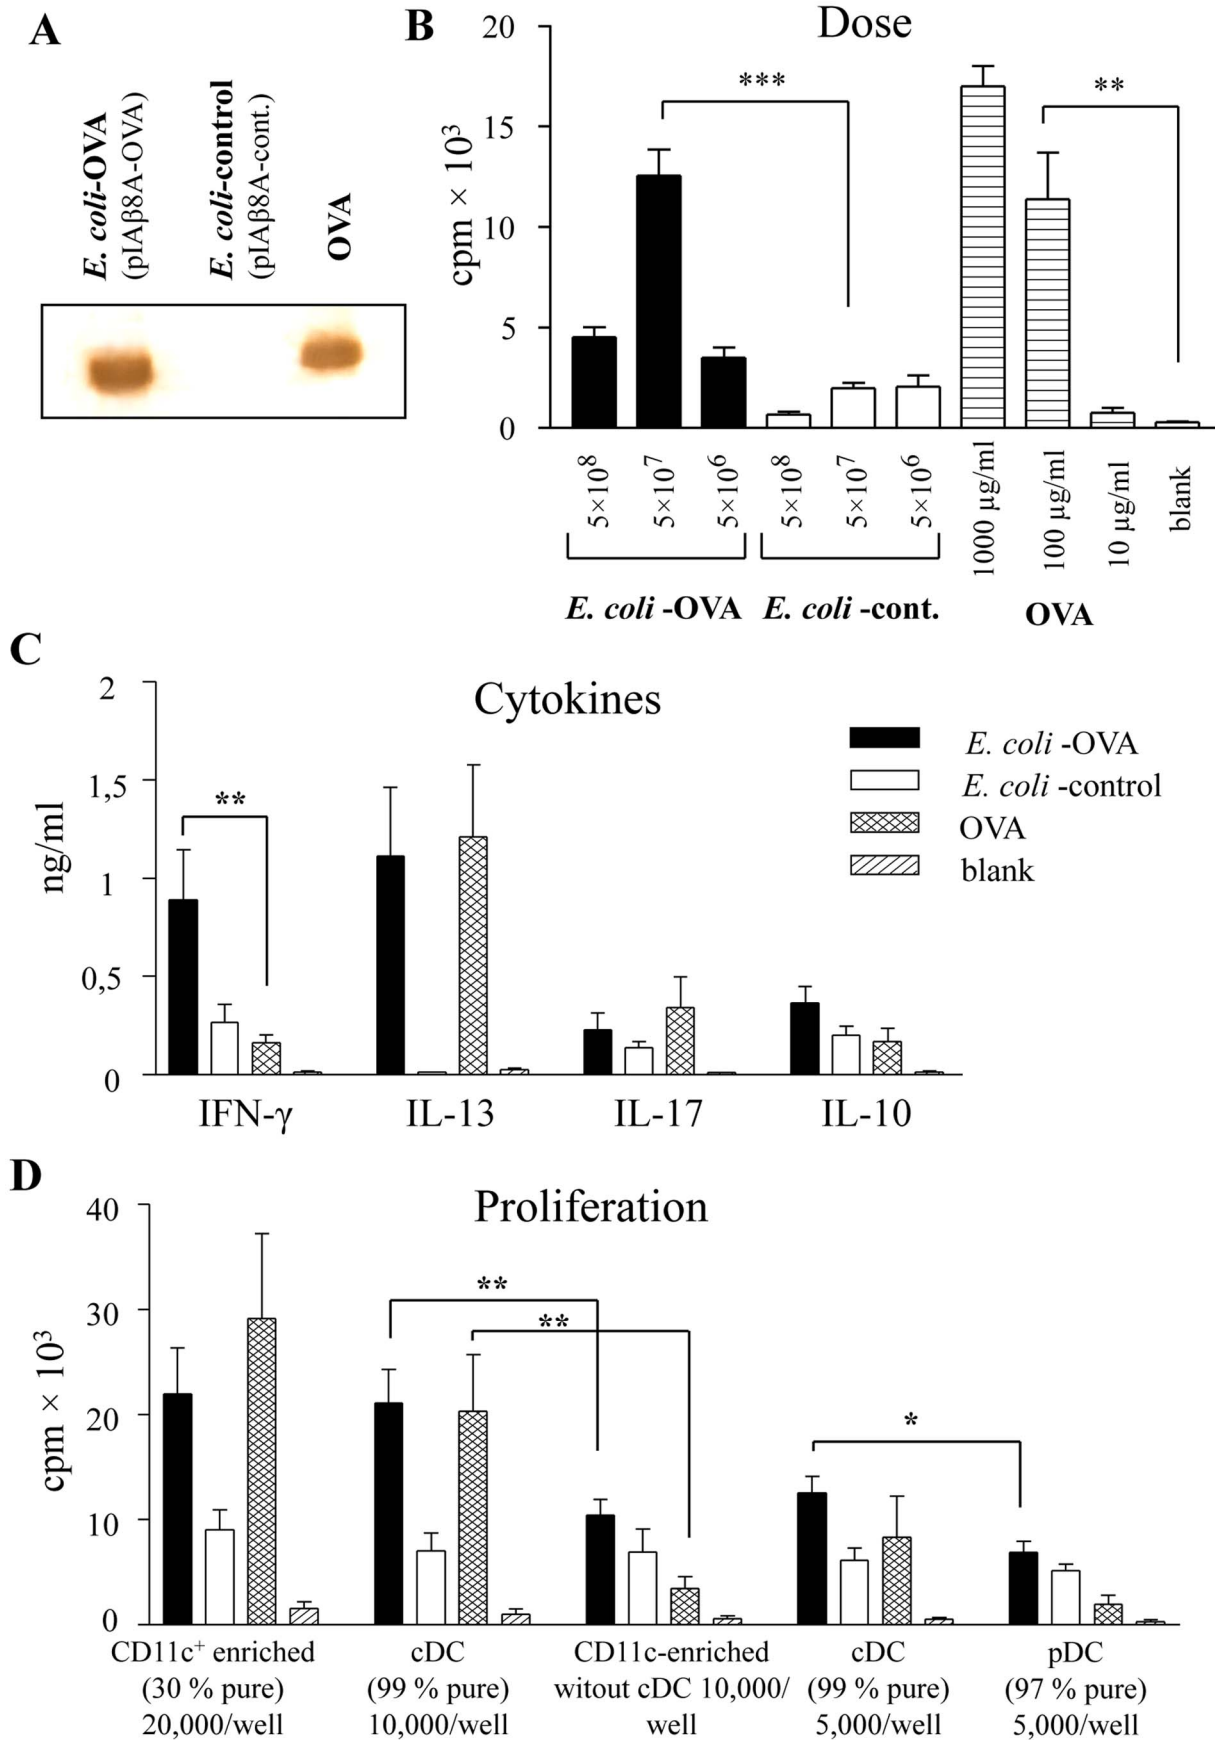 A
E. coli-OVA
(pIAβ8A-OVA)
E. coli-control
(pIAβ8A-cont.)
OVA
B
Dose
cpm × 10³
20
15
10
5
0
***
**
5×10⁸
5×10⁷
5×10⁶
5×10⁸
5×10⁷
5×10⁶
1000 µg/ml
100 µg/ml
10 µg/ml
blank
E. coli -OVA
E. coli -cont.
OVA
C
Cytokines
ng/ml
2
1,5
1
0,5
0
**
E. coli -OVA
E. coli -control
OVA
blank
IFN-γ
IL-13
IL-17
IL-10
D
Proliferation
cpm × 10³
40
30
20
10
0
**
**
*
CD11c⁺ enriched
(30 % pure)
20,000/well
cDC
(99 % pure)
10,000/well
CD11c-enriched
witout cDC 10,000/
well
cDC
(99 % pure)
5,000/well
pDC
(97 % pure)
5,000/well